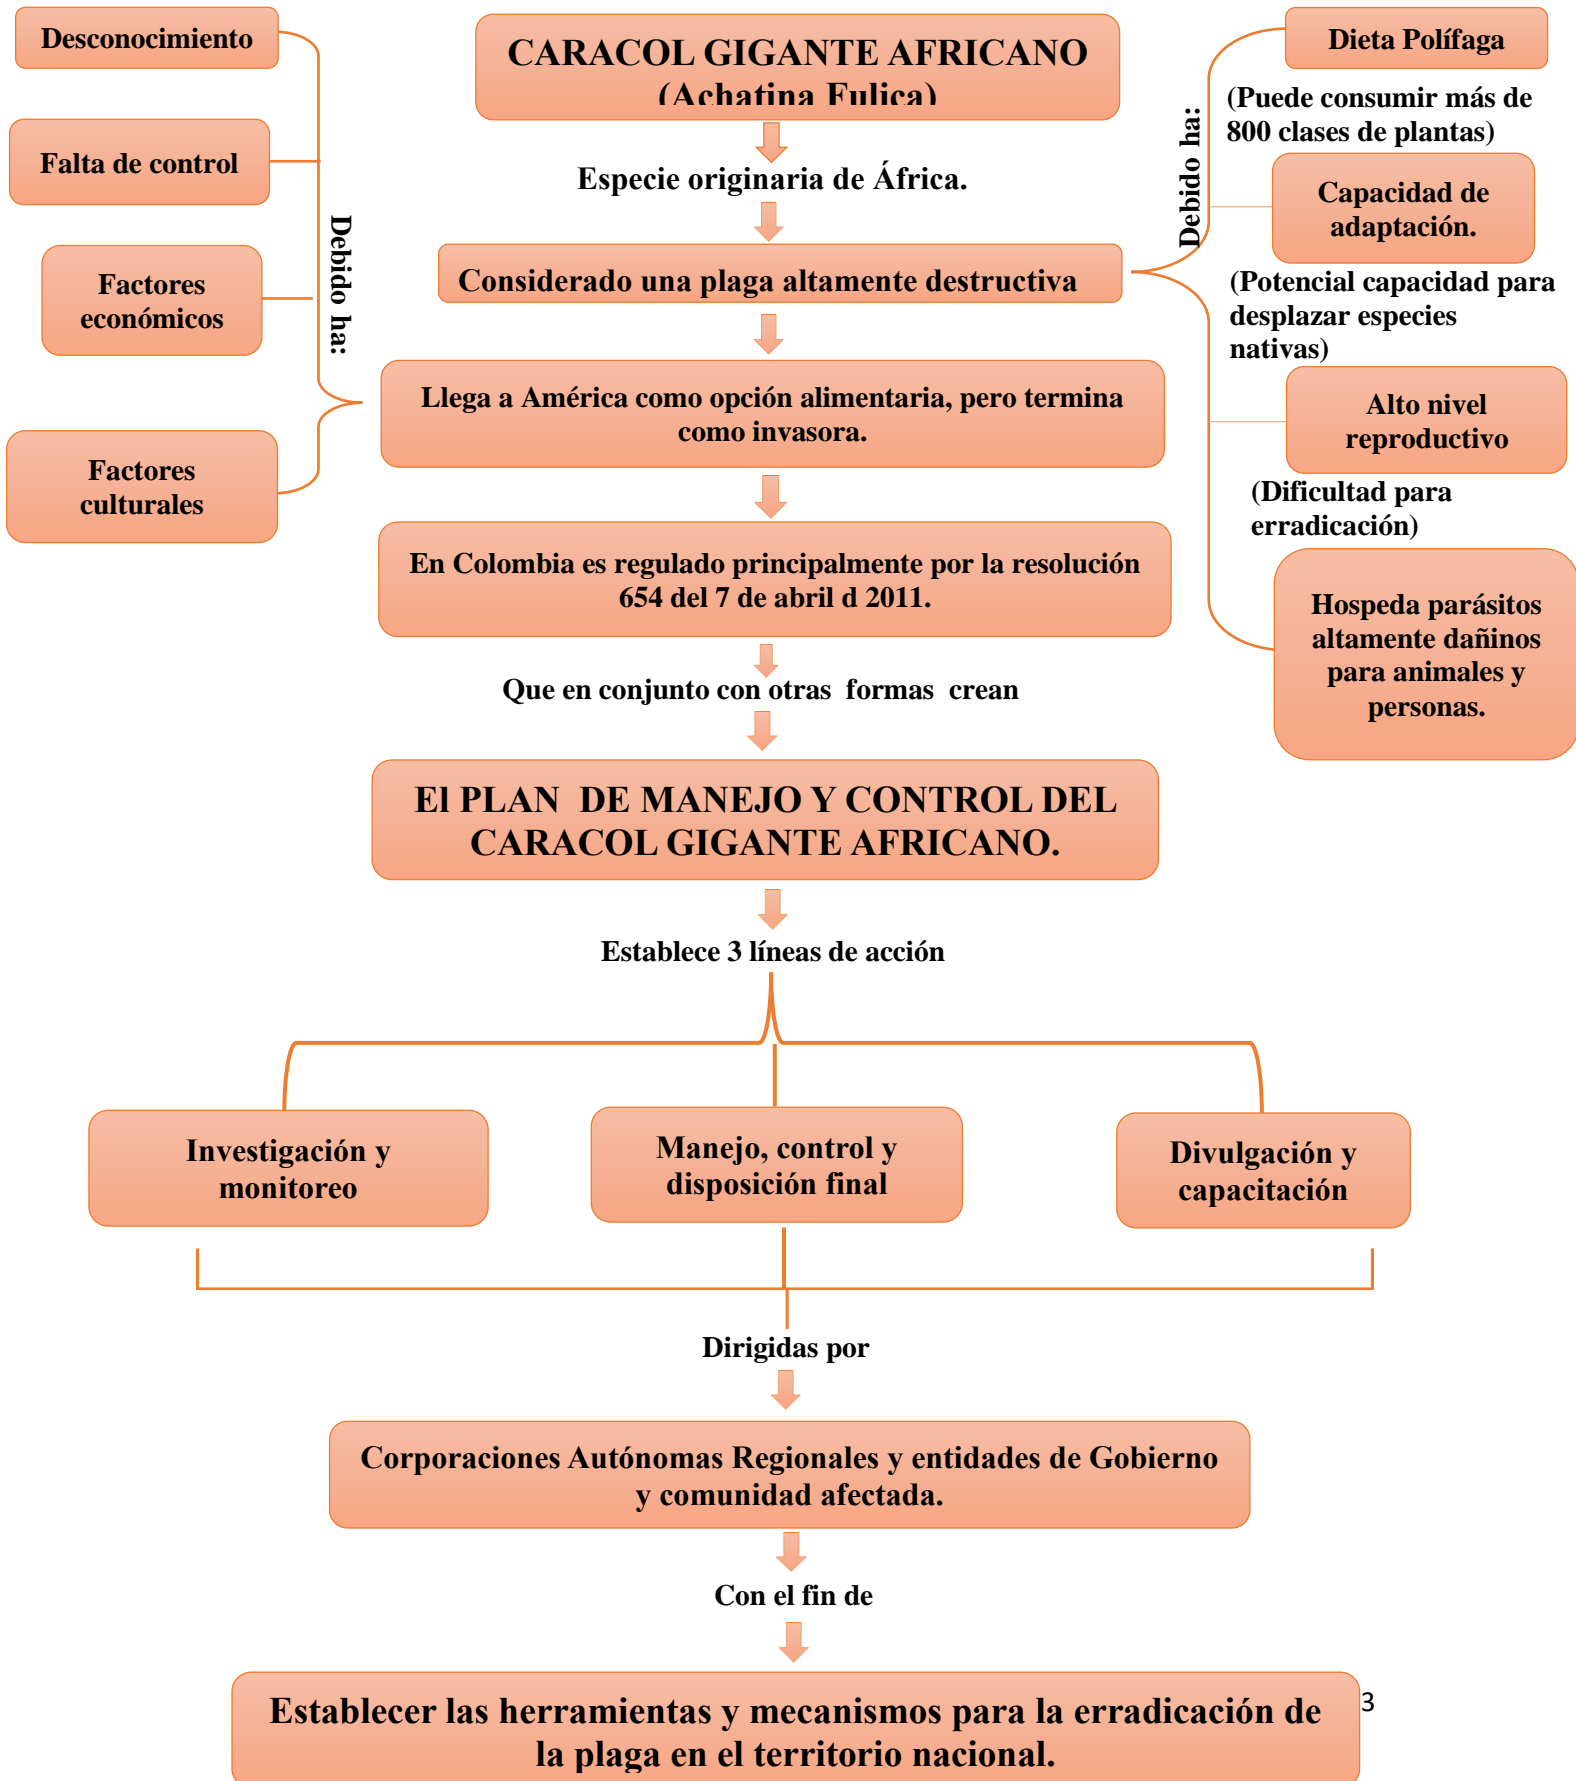 CARACOL GIGANTE AFRICANO
(Achatina Fulica)
Especie originaria de África.
Considerado una plaga altamente destructiva
Debido ha:
Dieta Polífaga
(Puede consumir más de
800 clases de plantas)
Capacidad de
adaptación.
(Potencial capacidad para
desplazar especies
nativas)
Alto nivel
reproductivo
(Dificultad para
erradicación)
Hospeda parásitos
altamente dañinos
para animales y
personas.
Llega a América como opción alimentaria, pero termina
como invasora.
Debido ha:
Desconocimiento
Falta de control
Factores
económicos
Factores
culturales
En Colombia es regulado principalmente por la resolución
654 del 7 de abril d 2011.
Que en conjunto con otras formas crean
El PLAN DE MANEJO Y CONTROL DEL
CARACOL GIGANTE AFRICANO.
Establece 3 líneas de acción
Investigación y
monitoreo
Manejo, control y
disposición final
Divulgación y
capacitación
Dirigidas por
Corporaciones Autónomas Regionales y entidades de Gobierno
y comunidad afectada.
Con el fin de
Establecer las herramientas y mecanismos para la erradicación de
la plaga en el territorio nacional.
3